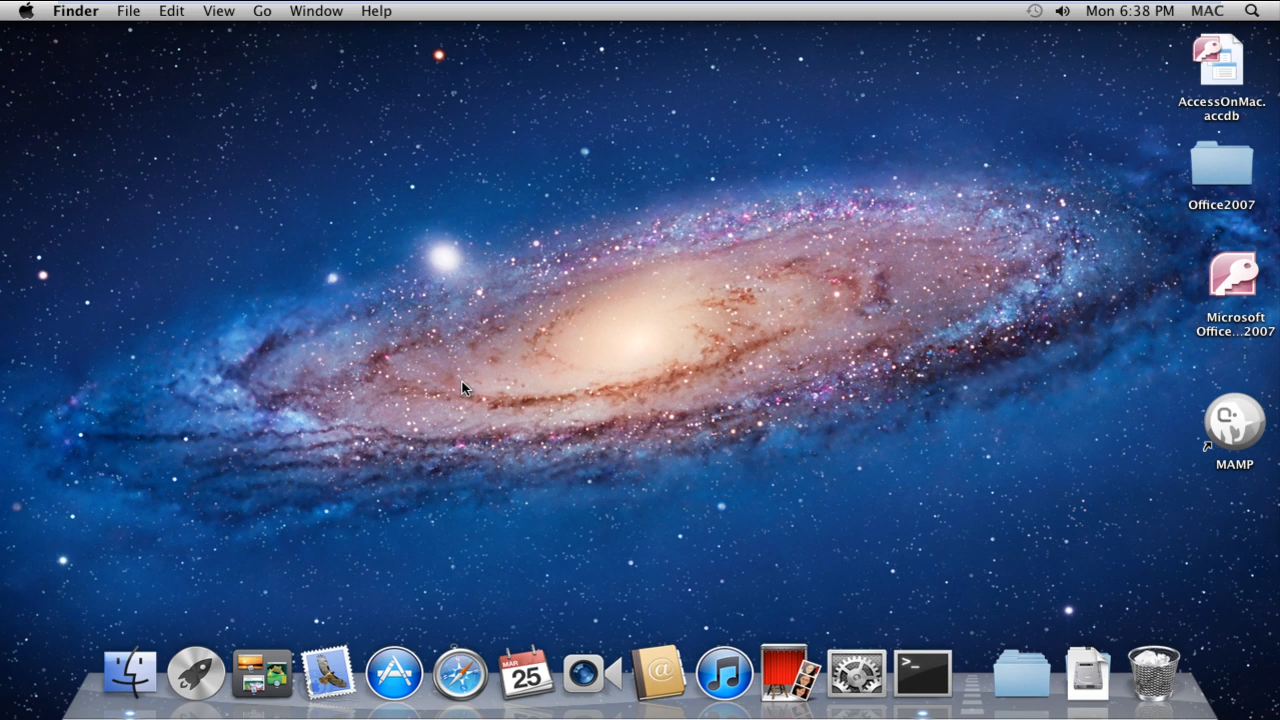 Finder File Edit View Go Window Help Mon 6:38 PM MAC
AccessOnMac.
accdb
Office2007
Microsoft
Office...2007
MAMP
MAR
25
@
>_